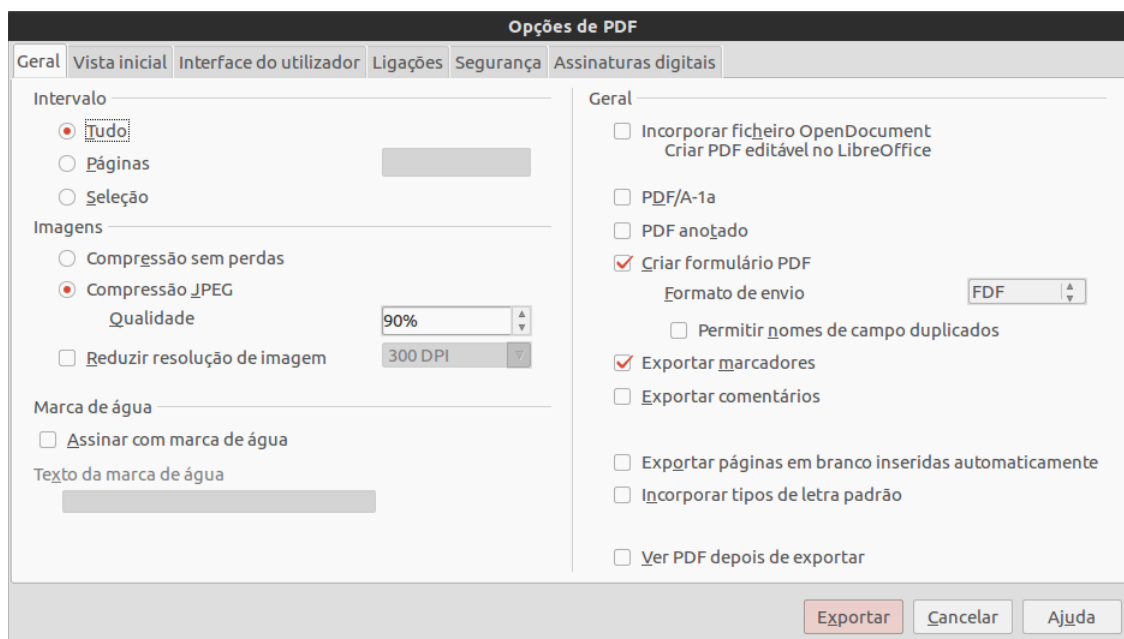 Opções de PDF
Geral Vista inicial Interface do utilizador Ligações Segurança Assinaturas digitais
Intervalo
Tudo
Páginas
Seleção
Imagens
Compressão sem perdas
Compressão JPEG
Qualidade 90%
Reduzir resolução de imagem 300 DPI
Marca de água
Assinar com marca de água
Texto da marca de água
Geral
Incorporar ficheiro OpenDocument
Criar PDF editável no LibreOffice
PDF/A-1a
PDF anotado
Criar formulário PDF
Formato de envio FDF
Permitir nomes de campo duplicados
Exportar marcadores
Exportar comentários
Exportar páginas em branco inseridas automaticamente
Incorporar tipos de letra padrão
Ver PDF depois de exportar
Exportar Cancelar Ajuda